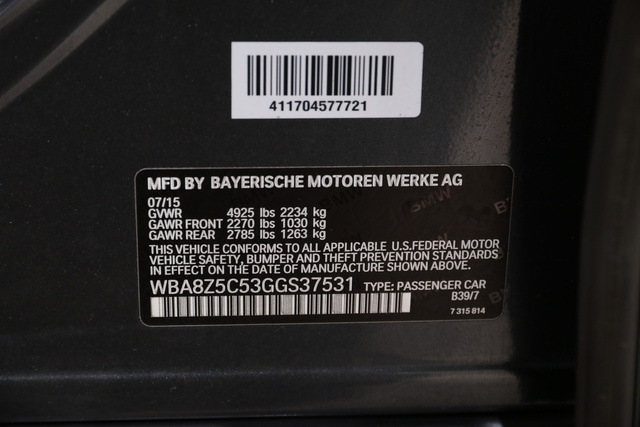 411704577721
MFD BY BAYERISCHE MOTOREN WERKE AG
07/15
GVWR 4925 lbs 2234 kg
GAWR FRONT 2270 lbs 1030 kg
GAWR REAR 2785 lbs 1263 kg
THIS VEHICLE CONFORMS TO ALL APPLICABLE U.S.FEDERAL MOTOR
VEHICLE SAFETY, BUMPER AND THEFT PREVENTION STANDARDS
IN EFFECT ON THE DATE OF MANUFACTURE SHOWN ABOVE.
WBA8Z5C53GGS37531 TYPE: PASSENGER CAR
B39/7
7 315 814